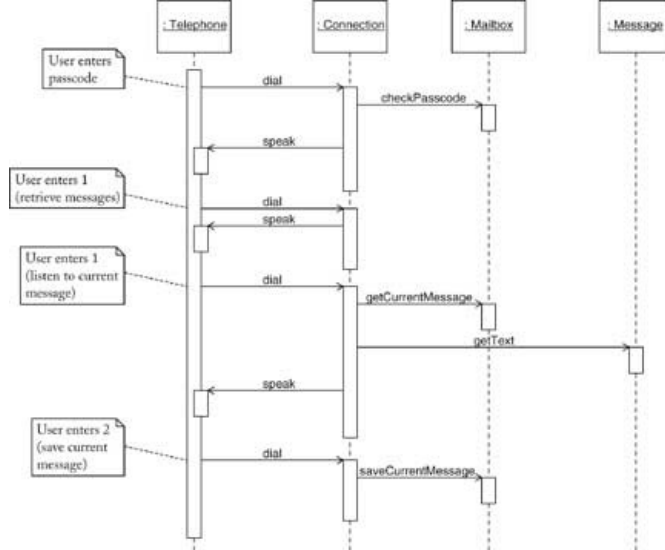 : Telephone
: Connection
: Mailbox
: Message
User enters
passcode
dial
checkPasscode
speak
User enters 1
(retrieve messages)
dial
speak
User enters 1
(listen to current
message)
dial
getCurrentMessage
getText
speak
User enters 2
(save current
message)
dial
saveCurrentMessage